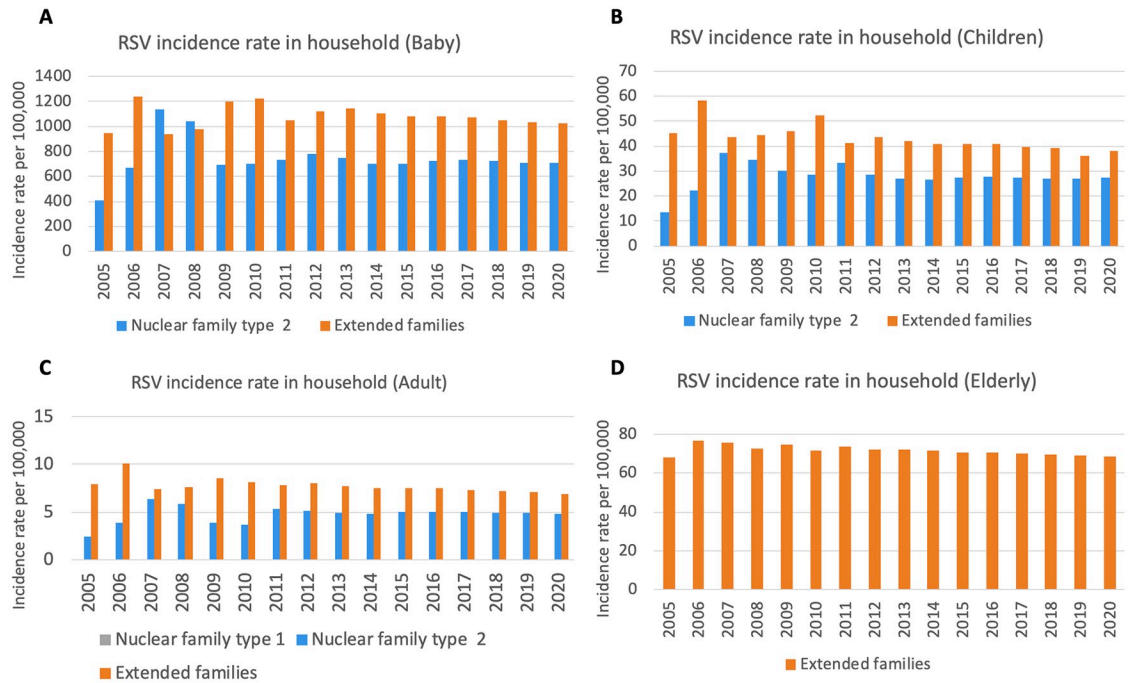 A
RSV incidence rate in household (Baby)
Incidence rate per 100,000
1400
1200
1000
800
600
400
200
0
2005 2006 2007 2008 2009 2010 2011 2012 2013 2014 2015 2016 2017 2018 2019 2020
Nuclear family type 2 Extended families
B
RSV incidence rate in household (Children)
Incidence rate per 100,000
70
60
50
40
30
20
10
0
2005 2006 2007 2008 2009 2010 2011 2012 2013 2014 2015 2016 2017 2018 2019 2020
Nuclear family type 2 Extended families
C
RSV incidence rate in household (Adult)
Incidence rate per 100,000
15
10
5
0
2005 2006 2007 2008 2009 2010 2011 2012 2013 2014 2015 2016 2017 2018 2019 2020
Nuclear family type 1 Nuclear family type 2
Extended families
D
RSV incidence rate in household (Elderly)
Incidence rate per 100,000
80
60
40
20
0
2005 2006 2007 2008 2009 2010 2011 2012 2013 2014 2015 2016 2017 2018 2019 2020
Extended families